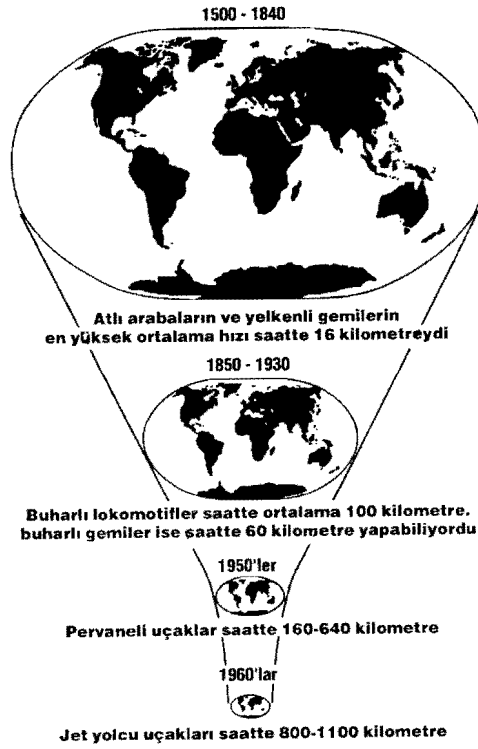 1500 - 1840
Atlı arabaların ve yelkenli gemilerin
en yüksek ortalama hızı saatte 16 kilometreydi
1850 - 1930
Buharlı lokomotifler saatte ortalama 100 kilometre.
buharlı gemiler ise saatte 60 kilometre yapabiliyordu
1950'ler
Pervaneli uçaklar saatte 160-640 kilometre
1960'lar
Jet yolcu uçakları saatte 800-1100 kilometre